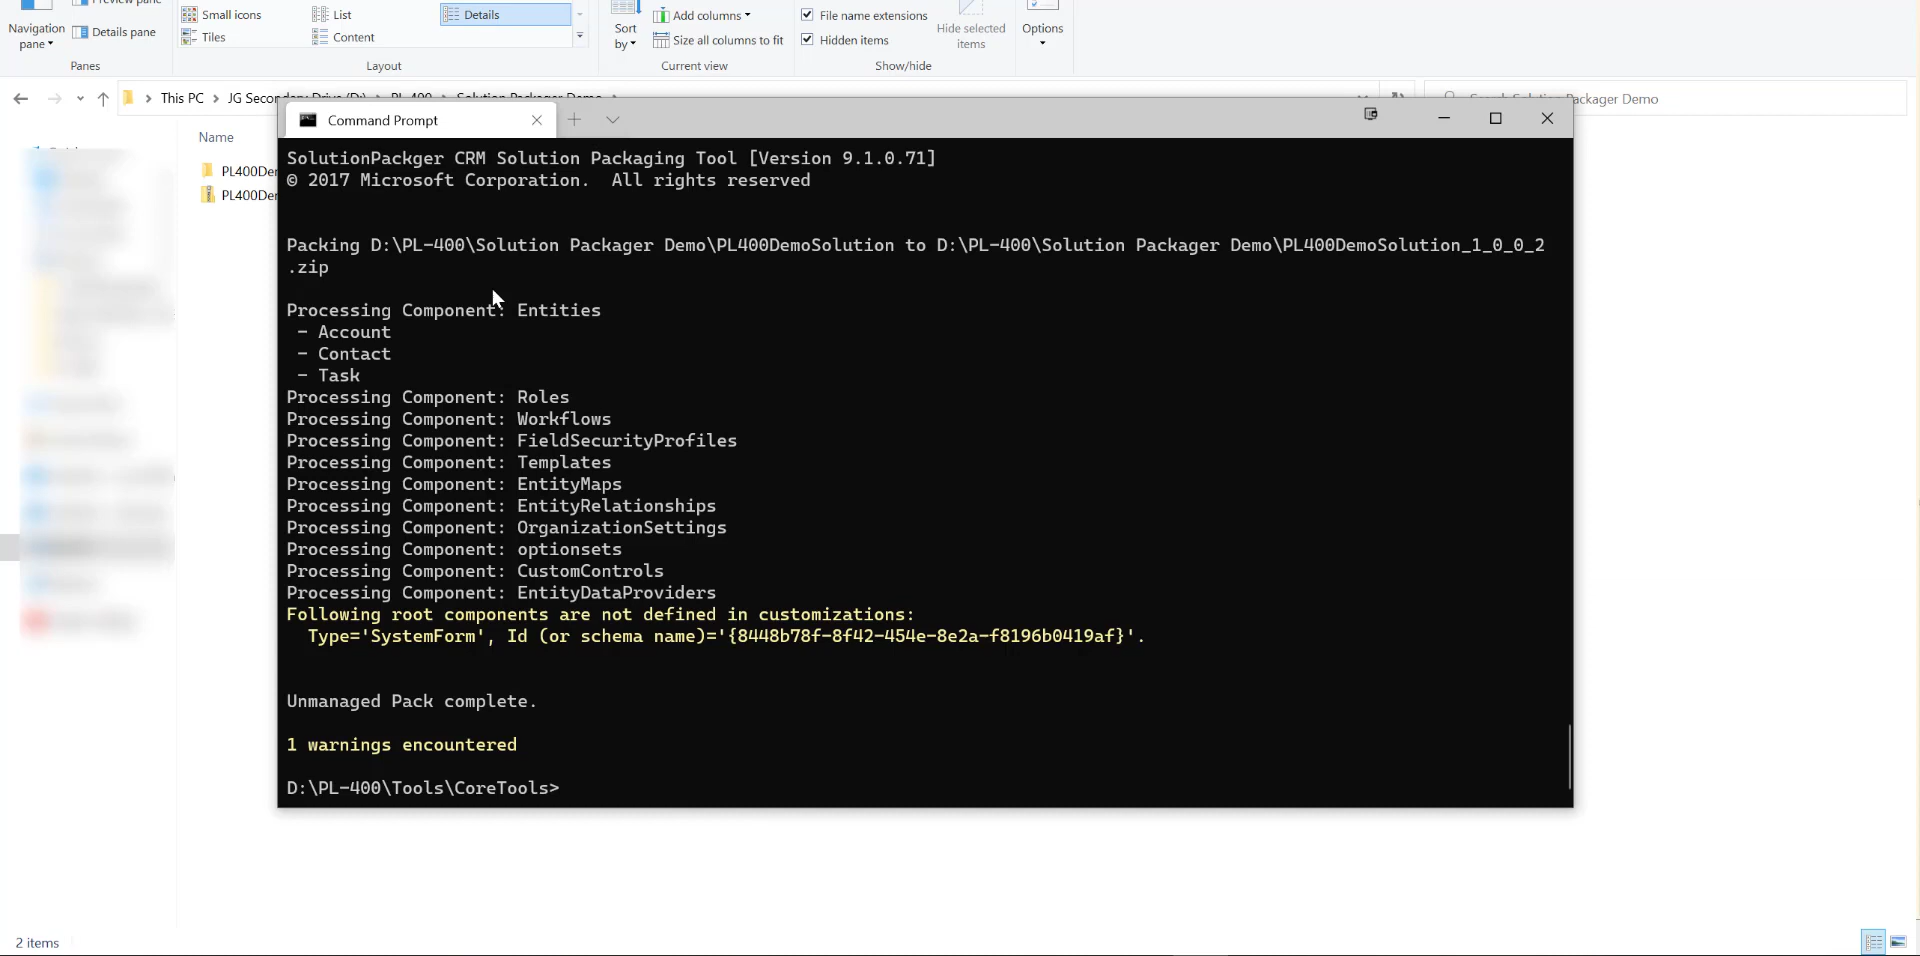 Preview pane
Small icons
List
Details
Add columns
File name extensions
Navigation
pane
Details pane
Tiles
Content
Sort
by
Size all columns to fit
Hidden items
Hide selected
items
Options
Panes
Layout
Current view
Show/hide
This PC
Solution Packager Demo
Command Prompt
Name
PL400Der
PL400Der
SolutionPackger CRM Solution Packaging Tool [Version 9.1.0.71]
© 2017 Microsoft Corporation.  All rights reserved
Packing D:\PL-400\Solution Packager Demo\PL400DemoSolution to D:\PL-400\Solution Packager Demo\PL400DemoSolution_1_0_0_2
.zip
Processing Component: Entities
- Account
- Contact
- Task
Processing Component: Roles
Processing Component: Workflows
Processing Component: FieldSecurityProfiles
Processing Component: Templates
Processing Component: EntityMaps
Processing Component: EntityRelationships
Processing Component: OrganizationSettings
Processing Component: optionsets
Processing Component: CustomControls
Processing Component: EntityDataProviders
Following root components are not defined in customizations:
Type='SystemForm', Id (or schema name)='{8448b78f-8f42-454e-8e2a-f8196b0419af}'.
Unmanaged Pack complete.
1 warnings encountered
D:\PL-400\Tools\CoreTools>
2 items